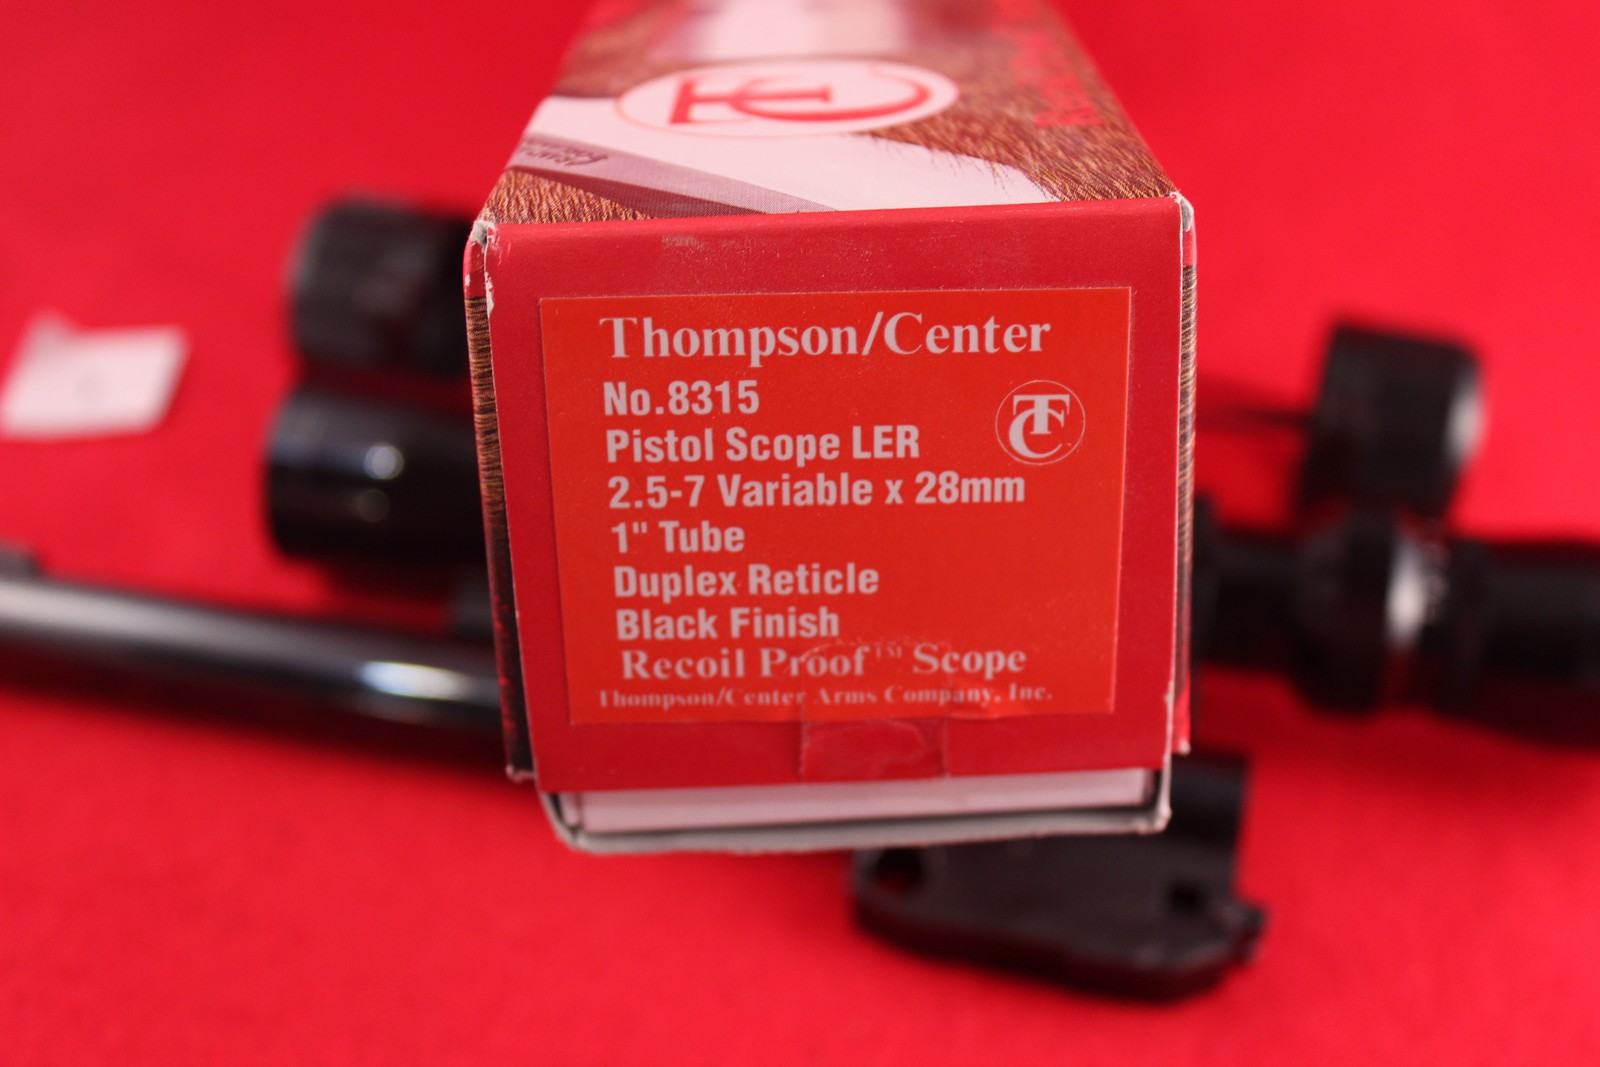 TC
Thompson/Center
No.8315
TC
Pistol Scope LER
2.5-7 Variable x 28mm
1" Tube
Duplex Reticle
Black Finish
Recoil Proof™ Scope
Thompson/Center Arms Company, Inc.